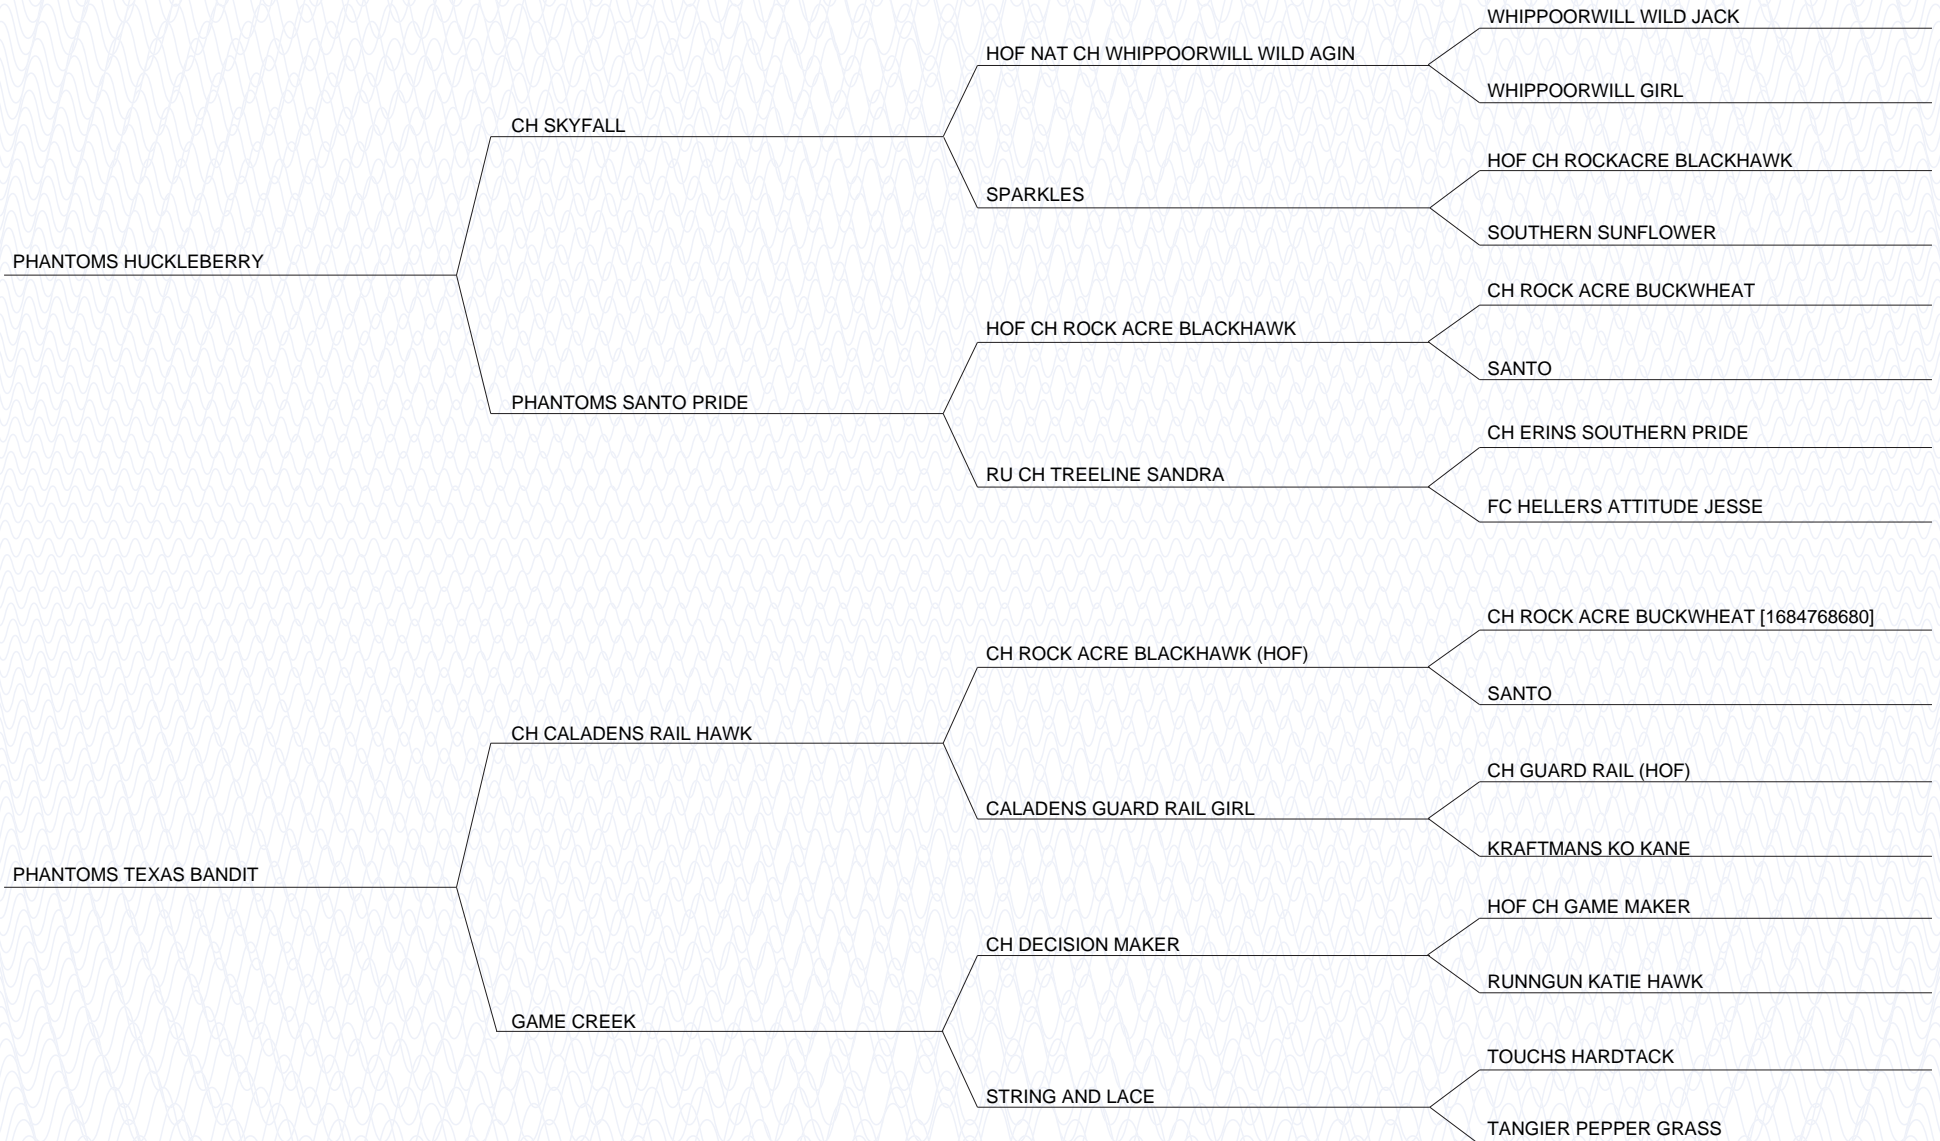 WHIPPOORWILL WILD JACK
HOF NAT CH WHIPPOORWILL WILD AGIN
WHIPPOORWILL GIRL
CH SKYFALL
HOF CH ROCKACRE BLACKHAWK
SPARKLES
SOUTHERN SUNFLOWER
PHANTOMS HUCKLEBERRY
CH ROCK ACRE BUCKWHEAT
HOF CH ROCK ACRE BLACKHAWK
SANTO
PHANTOMS SANTO PRIDE
CH ERINS SOUTHERN PRIDE
RU CH TREELINE SANDRA
FC HELLERS ATTITUDE JESSE
CH ROCK ACRE BUCKWHEAT [1684768680]
CH ROCK ACRE BLACKHAWK (HOF)
SANTO
CH CALADENS RAIL HAWK
CH GUARD RAIL (HOF)
CALADENS GUARD RAIL GIRL
KRAFTMANS KO KANE
PHANTOMS TEXAS BANDIT
HOF CH GAME MAKER
CH DECISION MAKER
RUNNGUN KATIE HAWK
GAME CREEK
TOUCHS HARDTACK
STRING AND LACE
TANGIER PEPPER GRASS